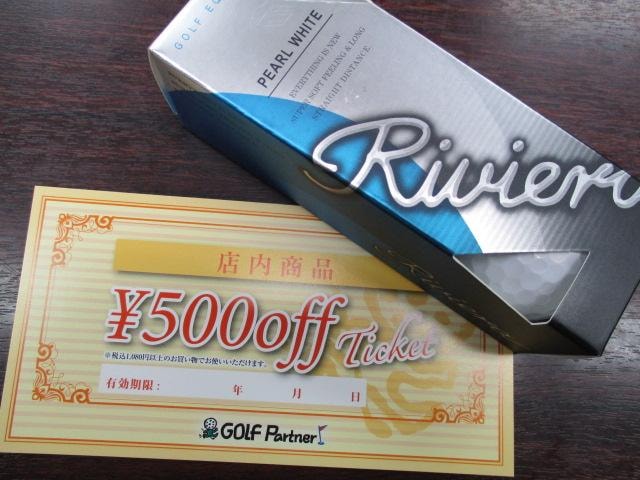 GOLF EQ
PEARL WHITE
EVERYTHING IS NEW
SUPER SOFT FEELING & LONG
STRAIGHT DISTANCE
Riviera
Riviera
店内商品
¥500off
Ticket
※税込1,080円以上のお買い物でお使いいただけます。
有効期限: 年 月 日
GOLF Partner